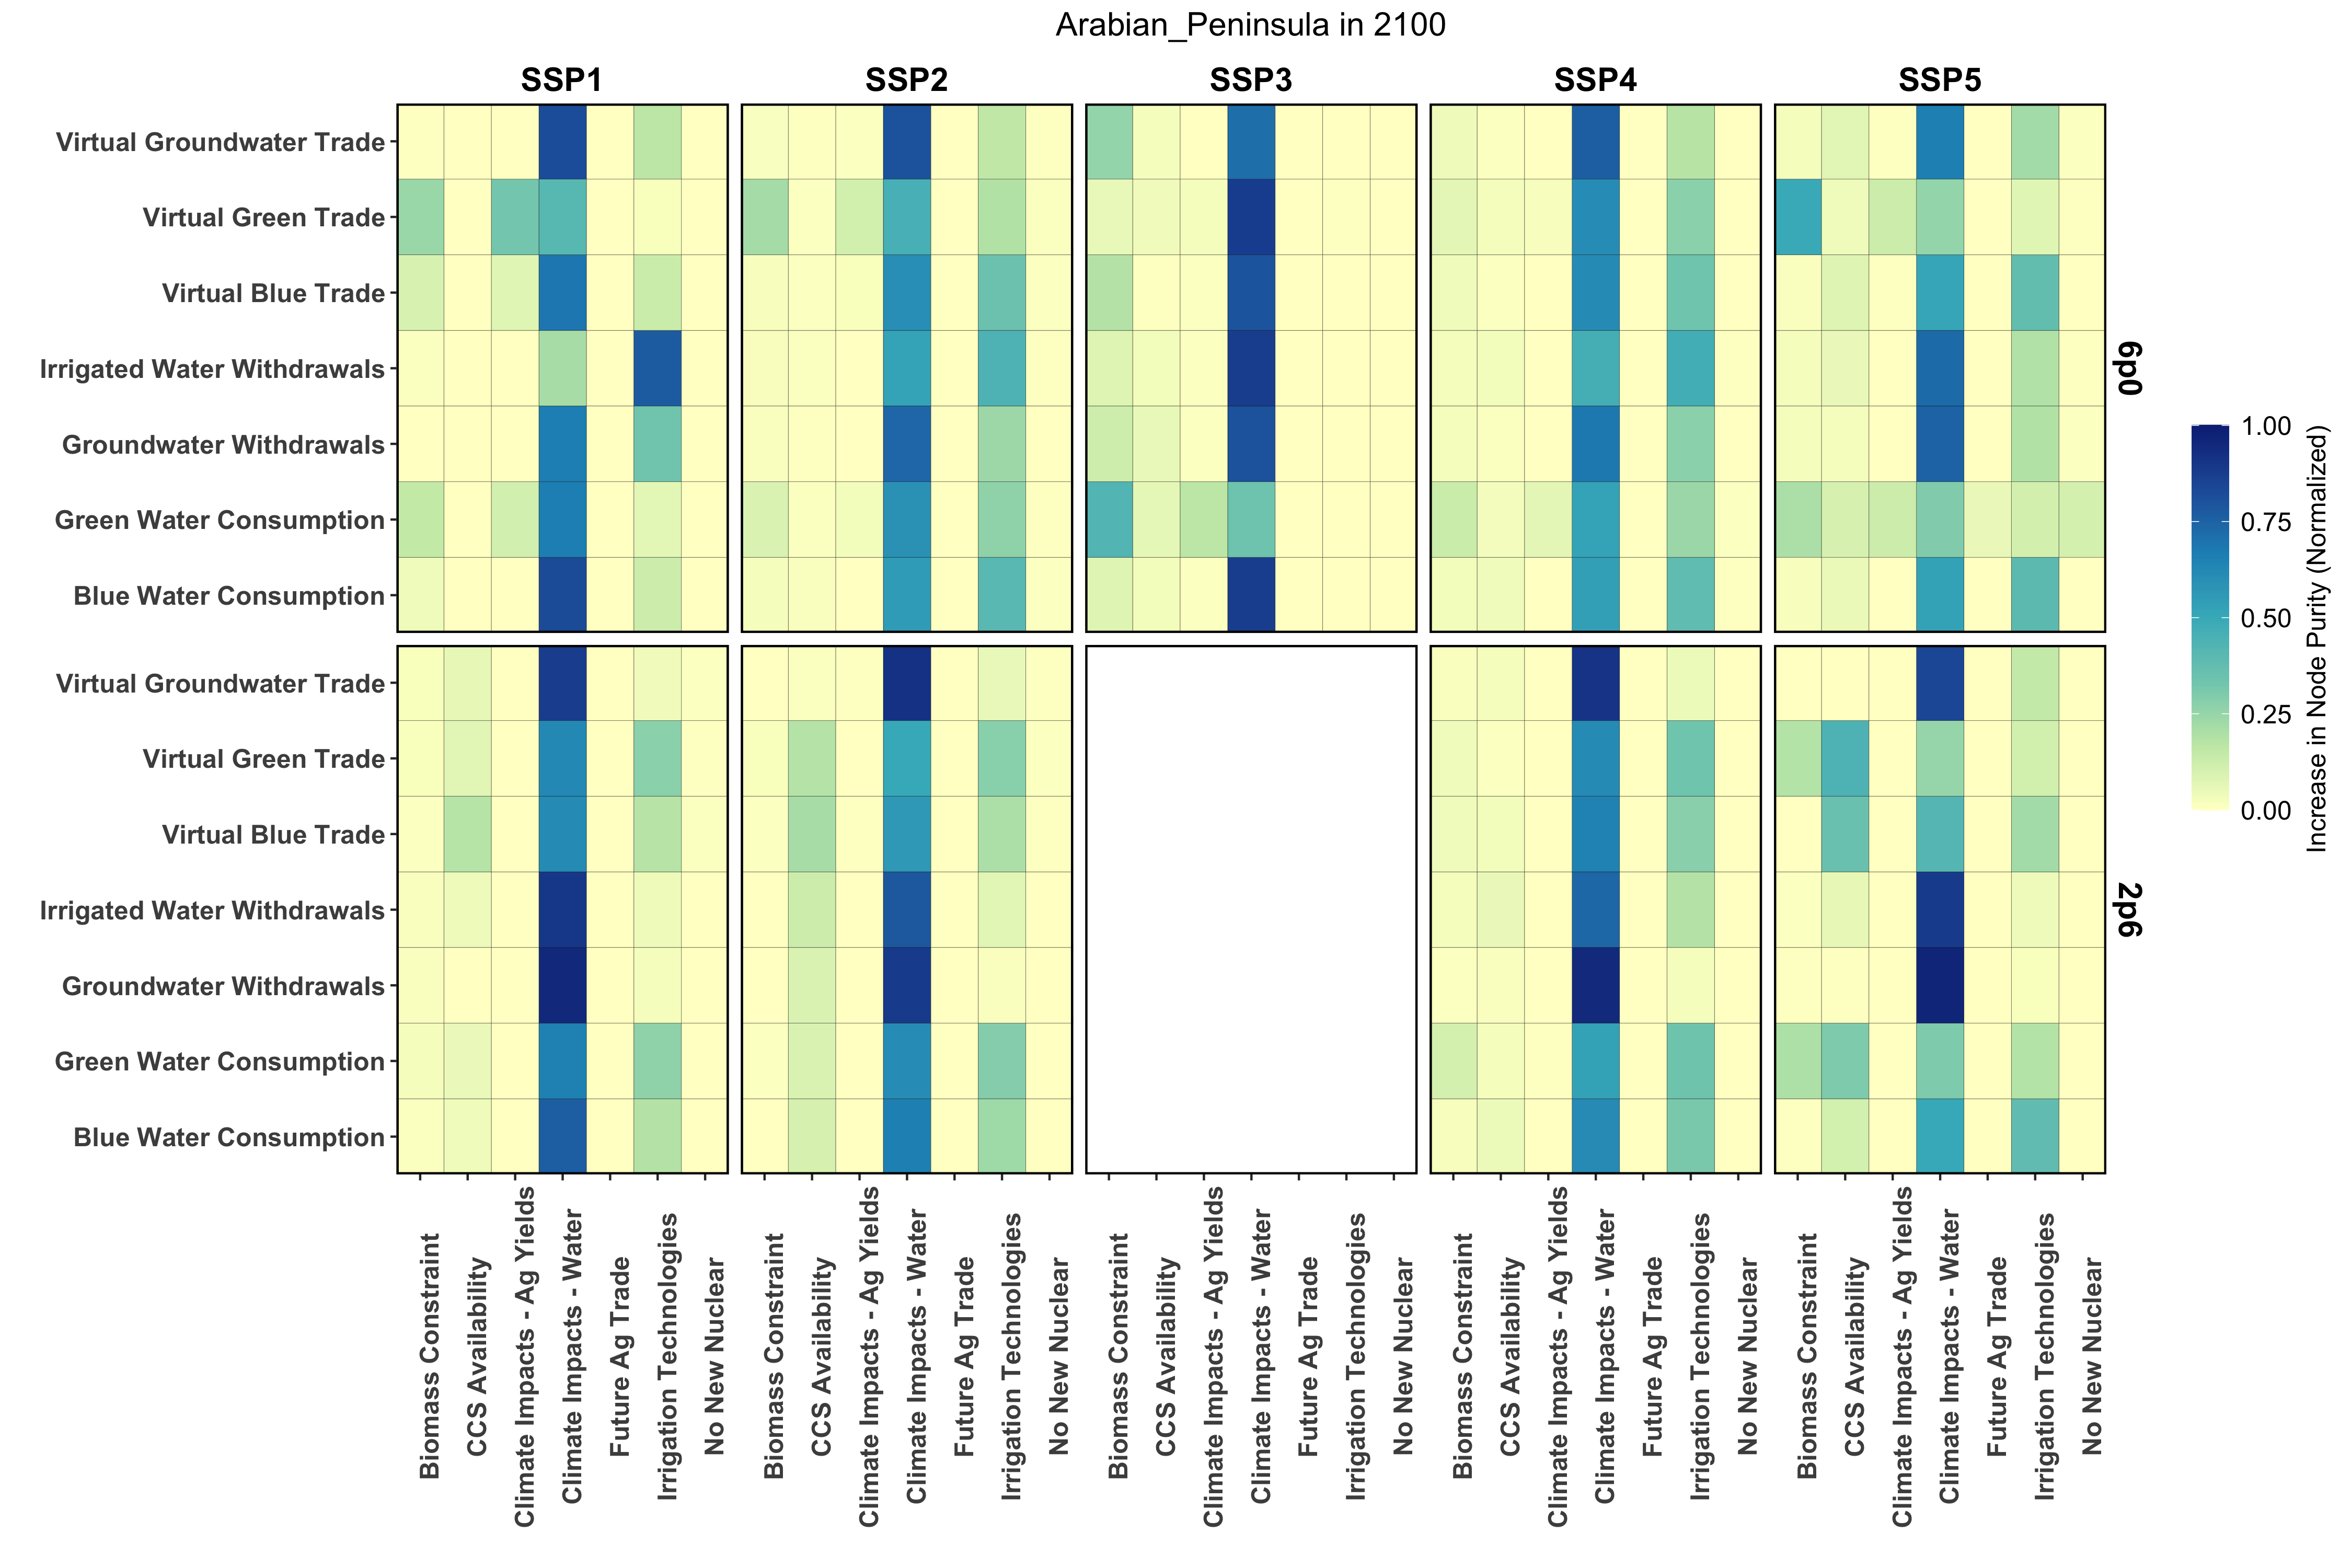 Arabian_Peninsula in 2100
SSP1 SSP2 SSP3 SSP4 SSP5
Virtual Groundwater Trade
Virtual Green Trade
Virtual Blue Trade
Irrigated Water Withdrawals
Groundwater Withdrawals
Green Water Consumption
Blue Water Consumption
6p0
Virtual Groundwater Trade
Virtual Green Trade
Virtual Blue Trade
Irrigated Water Withdrawals
Groundwater Withdrawals
Green Water Consumption
Blue Water Consumption
2p6
Biomass Constraint
CCS Availability
Climate Impacts - Ag Yields
Climate Impacts - Water
Future Ag Trade
Irrigation Technologies
No New Nuclear
Biomass Constraint
CCS Availability
Climate Impacts - Ag Yields
Climate Impacts - Water
Future Ag Trade
Irrigation Technologies
No New Nuclear
Biomass Constraint
CCS Availability
Climate Impacts - Ag Yields
Climate Impacts - Water
Future Ag Trade
Irrigation Technologies
No New Nuclear
Biomass Constraint
CCS Availability
Climate Impacts - Ag Yields
Climate Impacts - Water
Future Ag Trade
Irrigation Technologies
No New Nuclear
Biomass Constraint
CCS Availability
Climate Impacts - Ag Yields
Climate Impacts - Water
Future Ag Trade
Irrigation Technologies
No New Nuclear
1.00
0.75
0.50
0.25
0.00
Increase in Node Purity (Normalized)